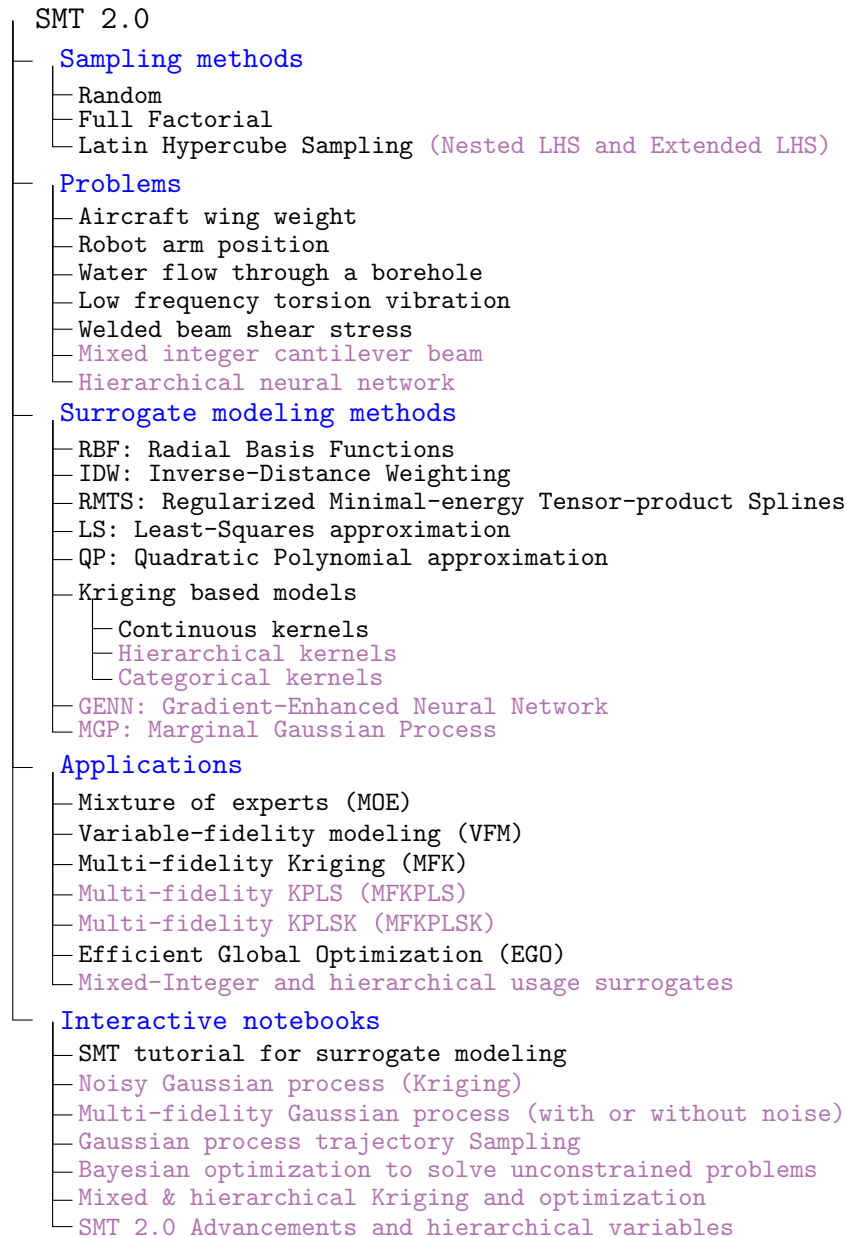 SMT 2.0
Sampling methods
Random
Full Factorial
Latin Hypercube Sampling (Nested LHS and Extended LHS)
Problems
Aircraft wing weight
Robot arm position
Water flow through a borehole
Low frequency torsion vibration
Welded beam shear stress
Mixed integer cantilever beam
Hierarchical neural network
Surrogate modeling methods
RBF: Radial Basis Functions
IDW: Inverse-Distance Weighting
RMTS: Regularized Minimal-energy Tensor-product Splines
LS: Least-Squares approximation
QP: Quadratic Polynomial approximation
Kriging based models
Continuous kernels
Hierarchical kernels
Categorical kernels
GENN: Gradient-Enhanced Neural Network
MGP: Marginal Gaussian Process
Applications
Mixture of experts (MOE)
Variable-fidelity modeling (VFM)
Multi-fidelity Kriging (MFK)
Multi-fidelity KPLS (MFKPLS)
Multi-fidelity KPLSK (MFKPLSK)
Efficient Global Optimization (EGO)
Mixed-Integer and hierarchical usage surrogates
Interactive notebooks
SMT tutorial for surrogate modeling
Noisy Gaussian process (Kriging)
Multi-fidelity Gaussian process (with or without noise)
Gaussian process trajectory Sampling
Bayesian optimization to solve unconstrained problems
Mixed & hierarchical Kriging and optimization
SMT 2.0 Advancements and hierarchical variables